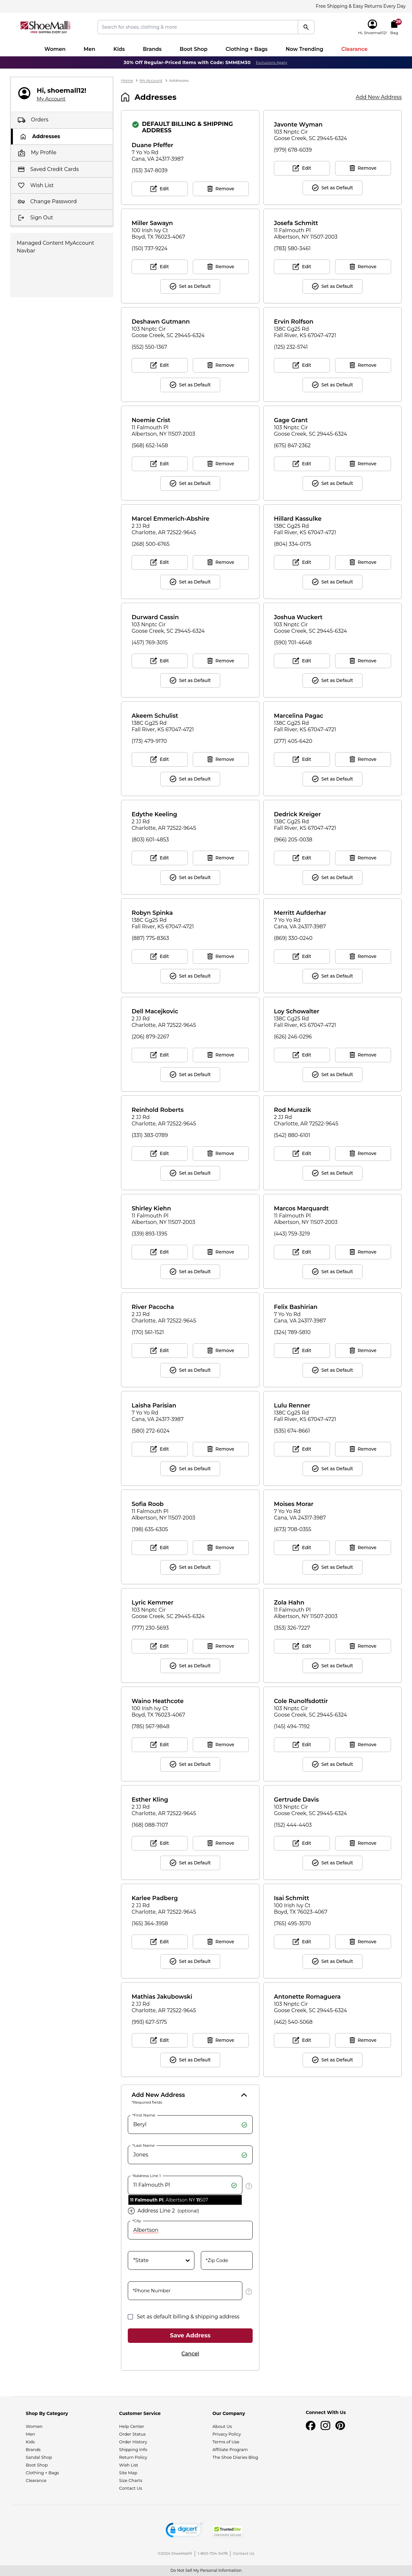 Free Shipping & Easy Returns Every Day
ShoeMall
Search for shoes, clothing & more
Hi, Shoemall12!
Bag
Women Men Kids Brands Boot Shop Clothing + Bags Now Trending Clearance
30% Off Regular-Priced Items with Code: SMMEM30 Exclusions Apply
Hi, shoemall12!
My Account
Orders
Addresses
My Profile
Saved Credit Cards
Wish List
Change Password
Sign Out
Managed Content MyAccount
Navbar
Home > My Account > Addresses
Addresses
Add New Address
DEFAULT BILLING & SHIPPING
ADDRESS
Duane Pfeffer
7 Yo Yo Rd
Cana, VA 24317-3987
(153) 347-8039
Edit Remove
Javonte Wyman
103 Nnptc Cir
Goose Creek, SC 29445-6324
(979) 678-6039
Edit Remove
Set as Default
Miller Sawayn
100 Irish Ivy Ct
Boyd, TX 76023-4067
(150) 737-9224
Edit Remove
Set as Default
Josefa Schmitt
11 Falmouth Pl
Albertson, NY 11507-2003
(783) 580-3461
Edit Remove
Set as Default
Deshawn Gutmann
103 Nnptc Cir
Goose Creek, SC 29445-6324
(552) 550-1367
Edit Remove
Set as Default
Ervin Rolfson
138C Gg25 Rd
Fall River, KS 67047-4721
(125) 232-5741
Edit Remove
Set as Default
Noemie Crist
11 Falmouth Pl
Albertson, NY 11507-2003
(568) 652-1458
Edit Remove
Set as Default
Gage Grant
103 Nnptc Cir
Goose Creek, SC 29445-6324
(675) 847-2362
Edit Remove
Set as Default
Marcel Emmerich-Abshire
2 JJ Rd
Charlotte, AR 72522-9645
(268) 500-6765
Edit Remove
Set as Default
Hillard Kassulke
138C Gg25 Rd
Fall River, KS 67047-4721
(804) 334-0175
Edit Remove
Set as Default
Durward Cassin
103 Nnptc Cir
Goose Creek, SC 29445-6324
(457) 769-3015
Edit Remove
Set as Default
Joshua Wuckert
103 Nnptc Cir
Goose Creek, SC 29445-6324
(590) 701-4648
Edit Remove
Set as Default
Akeem Schulist
138C Gg25 Rd
Fall River, KS 67047-4721
(173) 479-9170
Edit Remove
Set as Default
Marcelina Pagac
138C Gg25 Rd
Fall River, KS 67047-4721
(277) 405-6420
Edit Remove
Set as Default
Edythe Keeling
2 JJ Rd
Charlotte, AR 72522-9645
(803) 601-4853
Edit Remove
Set as Default
Dedrick Kreiger
138C Gg25 Rd
Fall River, KS 67047-4721
(966) 205-0038
Edit Remove
Set as Default
Robyn Spinka
138C Gg25 Rd
Fall River, KS 67047-4721
(887) 775-8363
Edit Remove
Set as Default
Merritt Aufderhar
7 Yo Yo Rd
Cana, VA 24317-3987
(869) 330-0240
Edit Remove
Set as Default
Dell Macejkovic
2 JJ Rd
Charlotte, AR 72522-9645
(206) 879-2267
Edit Remove
Set as Default
Loy Schowalter
138C Gg25 Rd
Fall River, KS 67047-4721
(626) 246-0296
Edit Remove
Set as Default
Reinhold Roberts
2 JJ Rd
Charlotte, AR 72522-9645
(331) 383-0789
Edit Remove
Set as Default
Rod Murazik
2 JJ Rd
Charlotte, AR 72522-9645
(542) 880-6101
Edit Remove
Set as Default
Shirley Kiehn
11 Falmouth Pl
Albertson, NY 11507-2003
(339) 893-1395
Edit Remove
Set as Default
Marcos Marquardt
11 Falmouth Pl
Albertson, NY 11507-2003
(443) 759-3219
Edit Remove
Set as Default
River Pacocha
2 JJ Rd
Charlotte, AR 72522-9645
(170) 561-1521
Edit Remove
Set as Default
Felix Bashirian
7 Yo Yo Rd
Cana, VA 24317-3987
(324) 789-5810
Edit Remove
Set as Default
Laisha Parisian
7 Yo Yo Rd
Cana, VA 24317-3987
(580) 272-6024
Edit Remove
Set as Default
Lulu Renner
138C Gg25 Rd
Fall River, KS 67047-4721
(535) 674-8661
Edit Remove
Set as Default
Sofia Roob
11 Falmouth Pl
Albertson, NY 11507-2003
(198) 635-6305
Edit Remove
Set as Default
Moises Morar
7 Yo Yo Rd
Cana, VA 24317-3987
(673) 708-0355
Edit Remove
Set as Default
Lyric Kemmer
103 Nnptc Cir
Goose Creek, SC 29445-6324
(777) 230-5693
Edit Remove
Set as Default
Zola Hahn
11 Falmouth Pl
Albertson, NY 11507-2003
(353) 326-7227
Edit Remove
Set as Default
Waino Heathcote
100 Irish Ivy Ct
Boyd, TX 76023-4067
(785) 567-9848
Edit Remove
Set as Default
Cole Runolfsdottir
103 Nnptc Cir
Goose Creek, SC 29445-6324
(145) 494-7192
Edit Remove
Set as Default
Esther Kling
2 JJ Rd
Charlotte, AR 72522-9645
(168) 088-7107
Edit Remove
Set as Default
Gertrude Davis
103 Nnptc Cir
Goose Creek, SC 29445-6324
(152) 444-4403
Edit Remove
Set as Default
Karlee Padberg
2 JJ Rd
Charlotte, AR 72522-9645
(165) 364-3958
Edit Remove
Set as Default
Isai Schmitt
100 Irish Ivy Ct
Boyd, TX 76023-4067
(765) 495-3570
Edit Remove
Set as Default
Mathias Jakubowski
2 JJ Rd
Charlotte, AR 72522-9645
(993) 627-5175
Edit Remove
Set as Default
Antonette Romaguera
103 Nnptc Cir
Goose Creek, SC 29445-6324
(462) 540-5068
Edit Remove
Set as Default
Add New Address
*Required fields
*First Name
Beryl
*Last Name
Jones
*Address Line 1
11 Falmouth Pl
11 Falmouth Pl, Albertson NY 11507
Address Line 2 (optional)
*City
Albertson
*State
*Zip Code
*Phone Number
Set as default billing & shipping address
Save Address
Cancel
Shop By Category
Women
Men
Kids
Brands
Sandal Shop
Boot Shop
Clothing + Bags
Clearance
Customer Service
Help Center
Order Status
Order History
Shipping Info
Return Policy
Wish List
Site Map
Size Charts
Contact Us
Our Company
About Us
Privacy Policy
Terms of Use
Affiliate Program
The Shoe Diaries Blog
Connect With Us
digicert
TrustedSite
CERTIFIED SECURE
©2024 ShoeMall® | 1-800-704-5478 | Contact Us
Do Not Sell My Personal Information